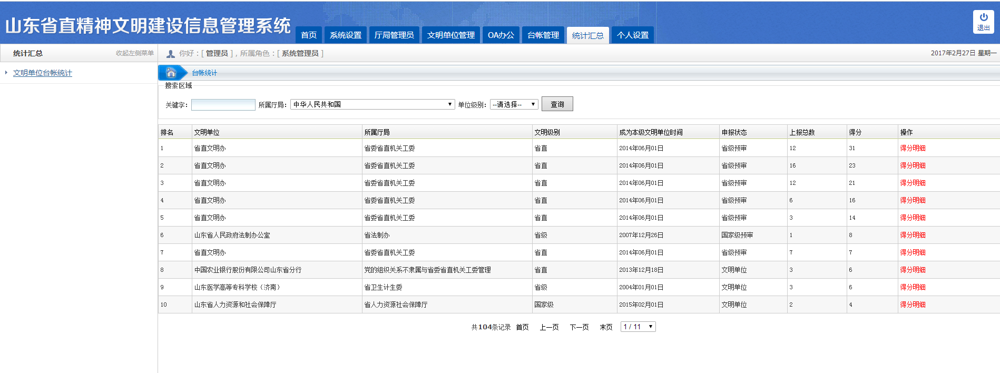 山东省直精神文明建设信息管理系统
首页 系统设置 厅局管理员 文明单位管理 OA办公 台帐管理 统计汇总 个人设置
退出
统计汇总 收起左侧菜单
你好：[ 管理员 ]，所属角色：[ 系统管理员 ]
2017年2月27日 星期一
文明单位台帐统计
台帐统计
搜索区域
关键字： 所属厅局： 中华人民共和国 单位级别： --请选择-- 查询
排名 文明单位 所属厅局 文明级别 成为本级文明单位时间 申报状态 上报总数 得分 操作
1 省直文明办 省委省直机关工委 省直 2014年06月01日 省级预审 12 31 得分明细
2 省直文明办 省委省直机关工委 省直 2014年06月01日 省级预审 16 23 得分明细
3 省直文明办 省委省直机关工委 省直 2014年06月01日 省级预审 12 21 得分明细
4 省直文明办 省委省直机关工委 省直 2014年06月01日 省级预审 6 16 得分明细
5 省直文明办 省委省直机关工委 省直 2014年06月01日 省级预审 3 14 得分明细
6 山东省人民政府法制办公室 省法制办 省级 2007年12月26日 国家级预审 1 8 得分明细
7 省直文明办 省委省直机关工委 省直 2014年06月01日 省级预审 7 7 得分明细
8 中国农业银行股份有限公司山东省分行 党的组织关系不隶属与省委省直机关工委管理 省直 2013年12月18日 文明单位 3 6 得分明细
9 山东医学高等专科学校（济南） 省卫生计生委 省级 2004年01月01日 文明单位 3 6 得分明细
10 山东省人力资源和社会保障厅 省人力资源社会保障厅 国家级 2015年02月01日 文明单位 2 4 得分明细
共104条记录 首页 上一页 下一页 末页 1 / 11